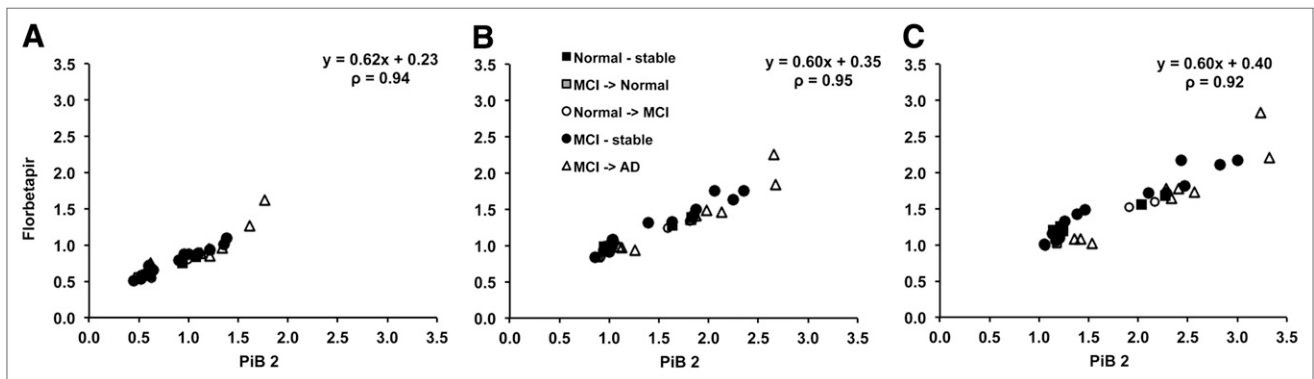 A
y = 0.62x + 0.23
ρ = 0.94
3.5
3.0
2.5
2.0
1.5
1.0
0.5
0.0
Florbetapir
0.0 0.5 1.0 1.5 2.0 2.5 3.0 3.5
PiB 2
B
Normal - stable
MCI -> Normal
Normal -> MCI
MCI - stable
MCI -> AD
y = 0.60x + 0.35
ρ = 0.95
3.5
3.0
2.5
2.0
1.5
1.0
0.5
0.0
0.0 0.5 1.0 1.5 2.0 2.5 3.0 3.5
PiB 2
C
y = 0.60x + 0.40
ρ = 0.92
3.5
3.0
2.5
2.0
1.5
1.0
0.5
0.0
0.0 0.5 1.0 1.5 2.0 2.5 3.0 3.5
PiB 2